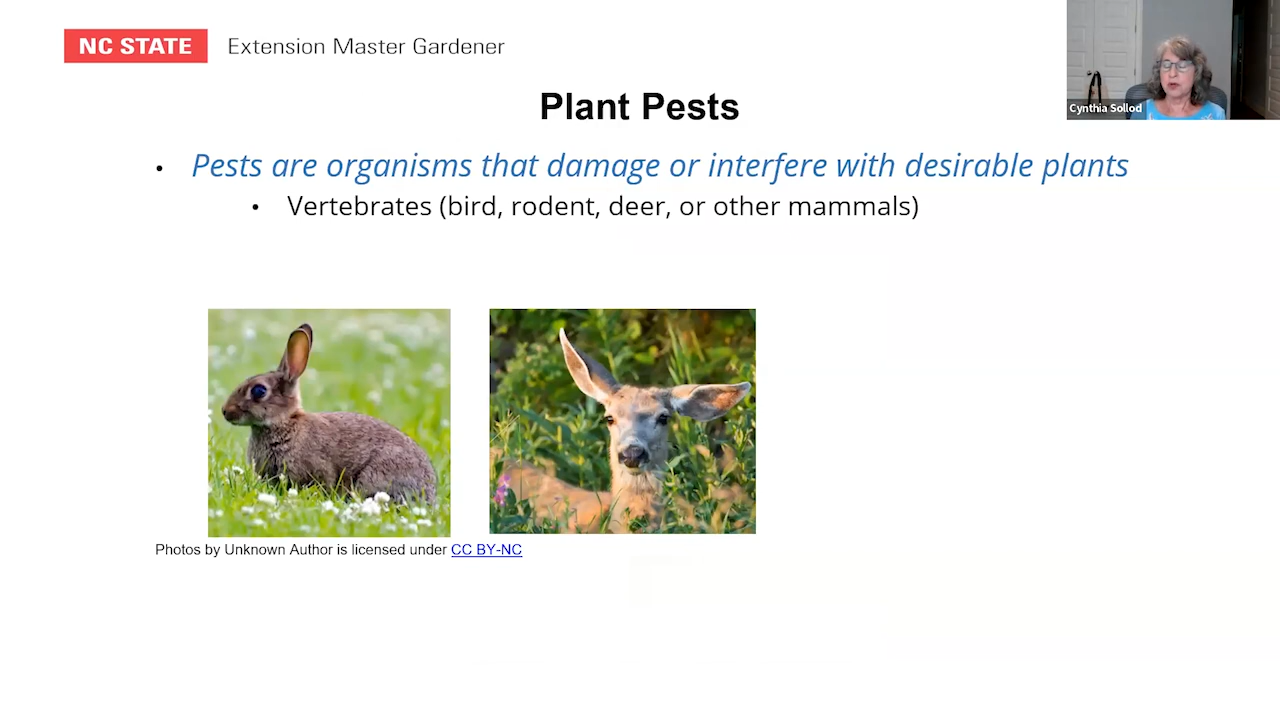 NC STATE Extension Master Gardener
Cynthia Sollod
Plant Pests
• Pests are organisms that damage or interfere with desirable plants
• Vertebrates (bird, rodent, deer, or other mammals)
Photos by Unknown Author is licensed under CC BY-NC